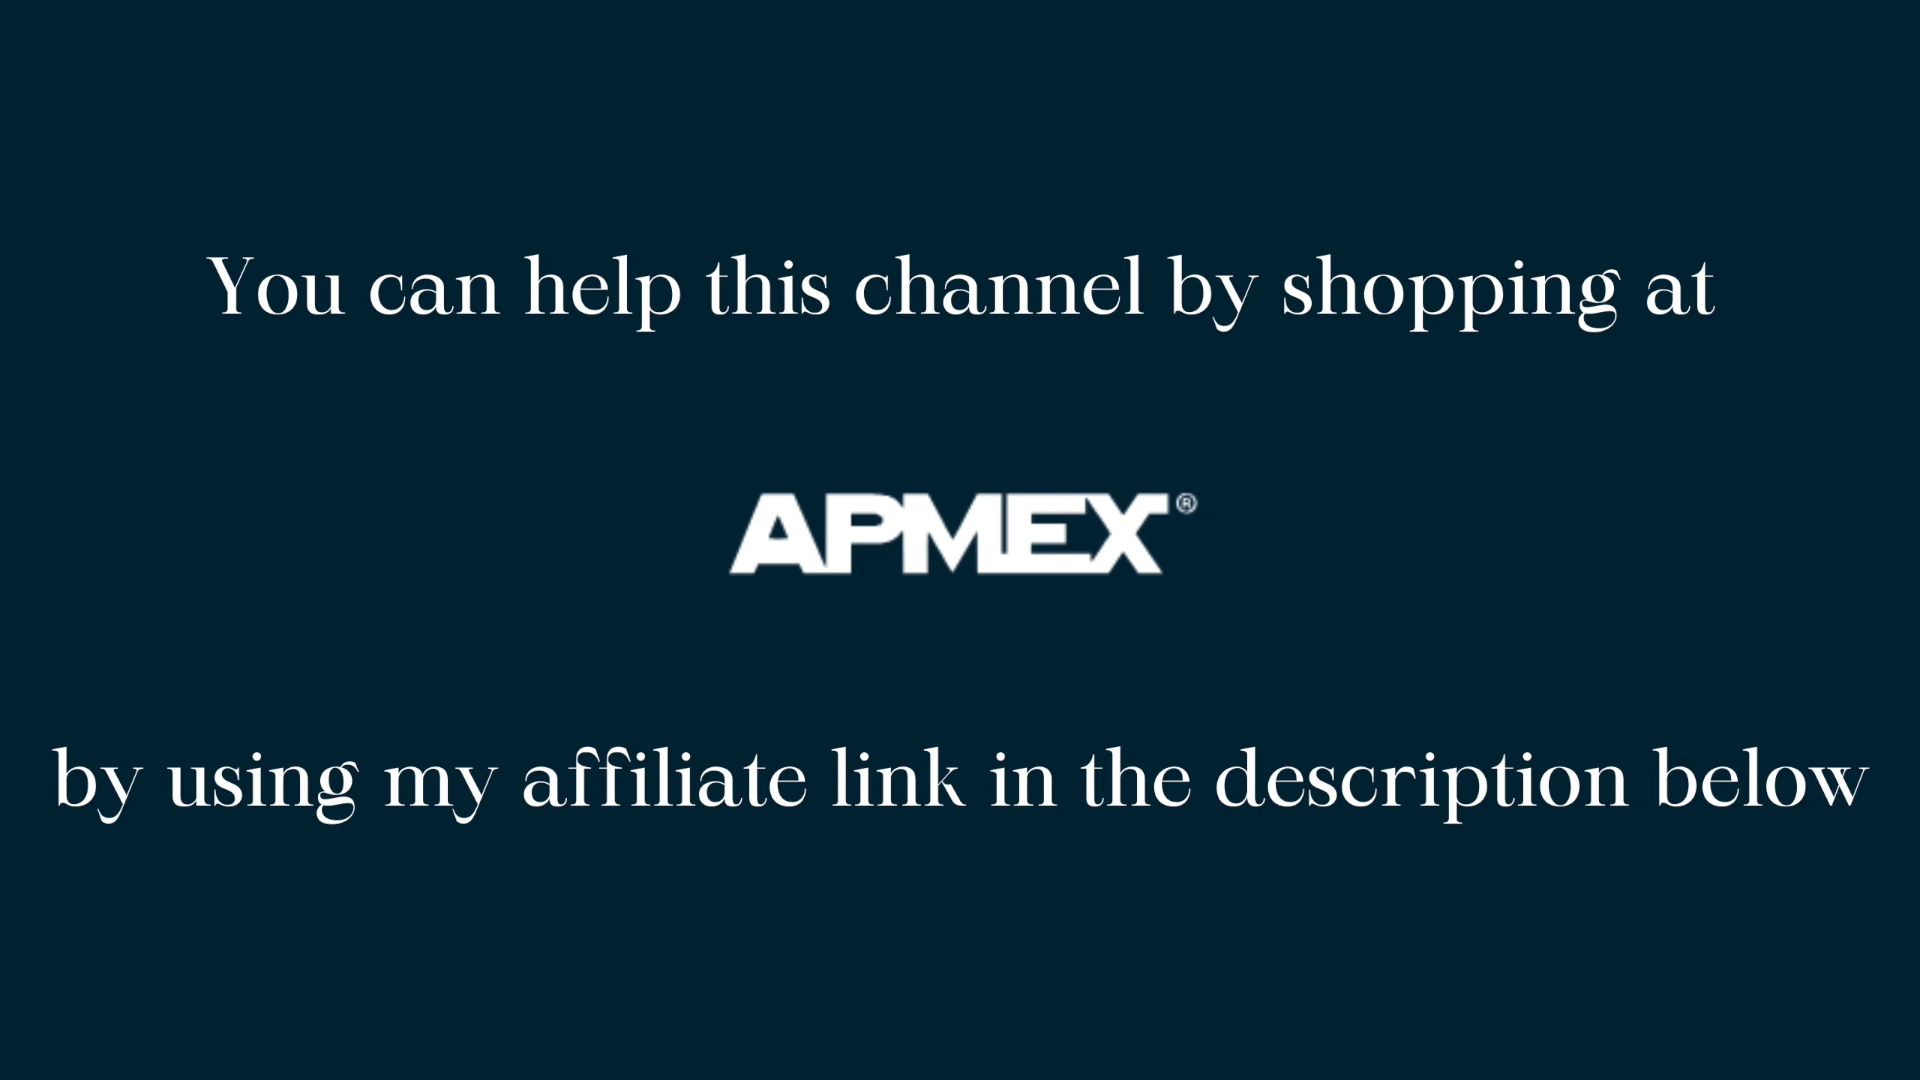 You can help this channel by shopping at
APMEX®
by using my affiliate link in the description below